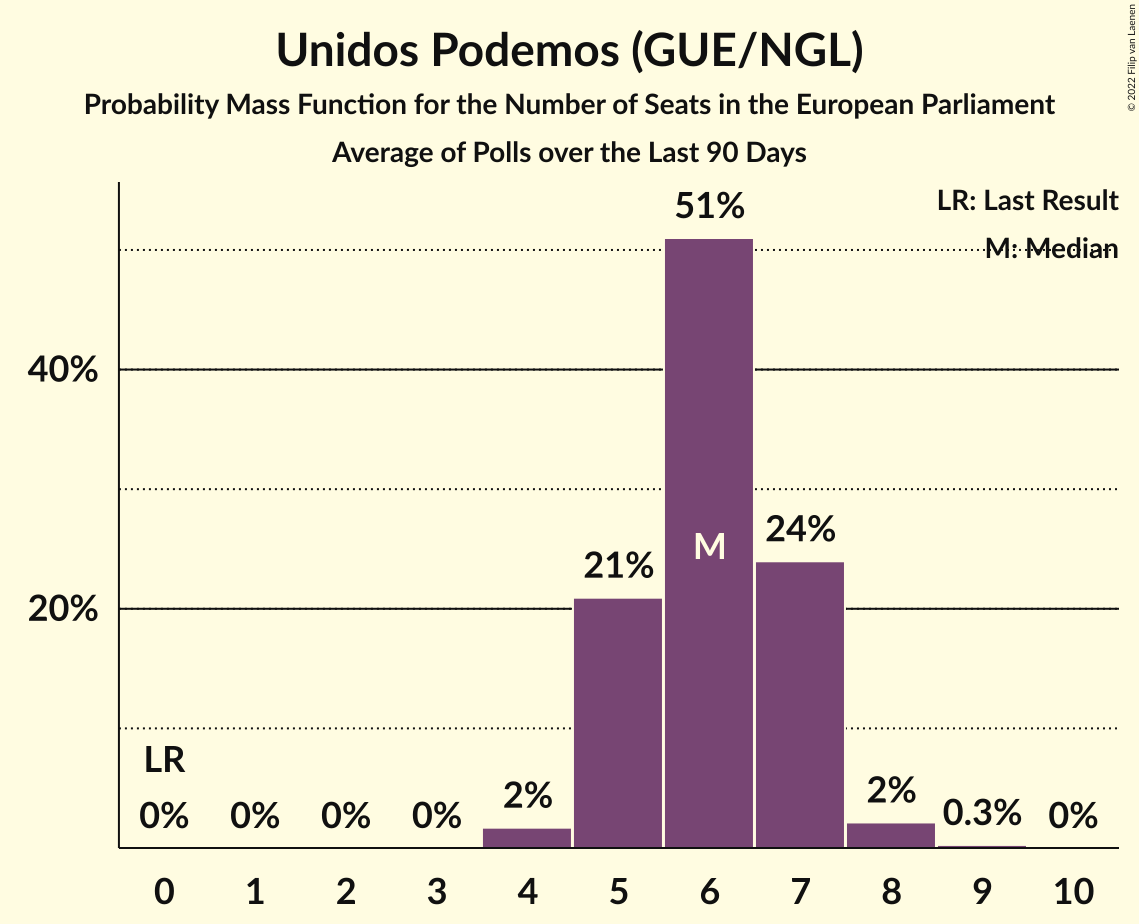 Unidos Podemos (GUE/NGL)
Probability Mass Function for the Number of Seats in the European Parliament
Average of Polls over the Last 90 Days
© 2022 Filip van Laenen
LR: Last Result
M: Median
51%
40%
24%
M
21%
20%
LR
0% 0% 0% 0% 2% 2% 0.3% 0%
0 1 2 3 4 5 6 7 8 9 10